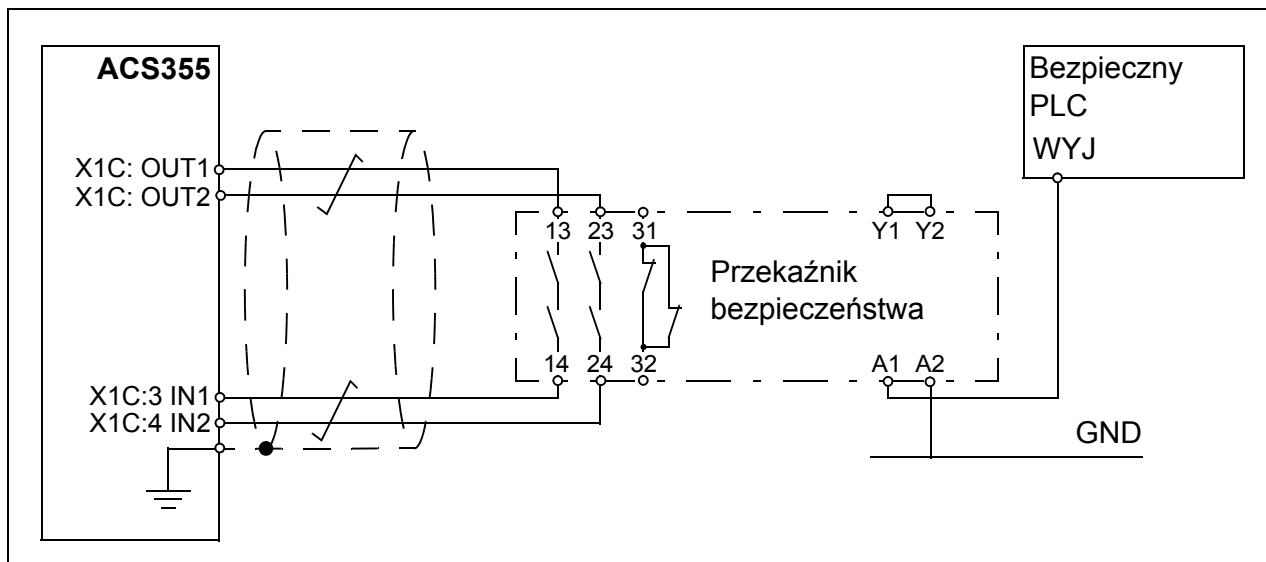 ACS355
X1C: OUT1
X1C: OUT2
X1C:3 IN1
X1C:4 IN2
13 23 31
Y1 Y2
Przekaźnik
bezpieczeństwa
14 24 32
A1 A2
Bezpieczny
PLC
WYJ
GND